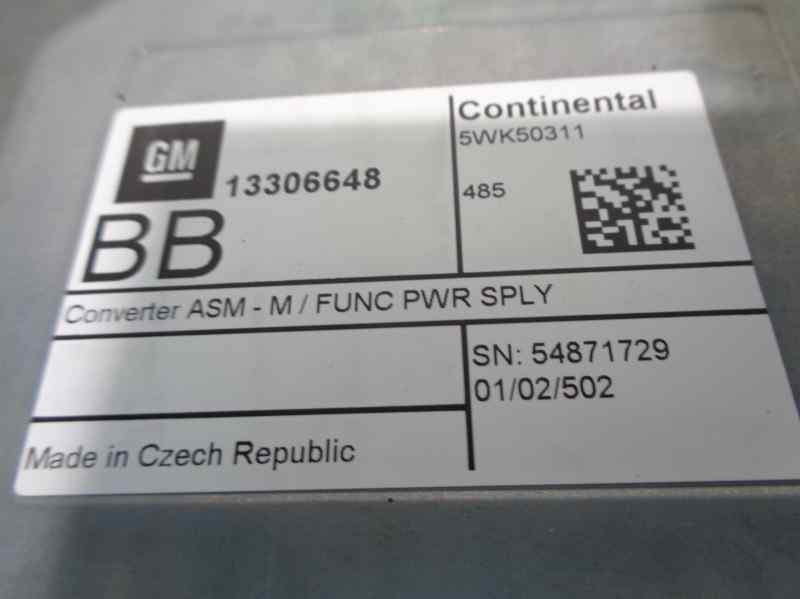 GM
13306648
BB
Continental
5WK50311
485
Converter ASM - M / FUNC PWR SPLY
SN: 54871729
01/02/502
Made in Czech Republic